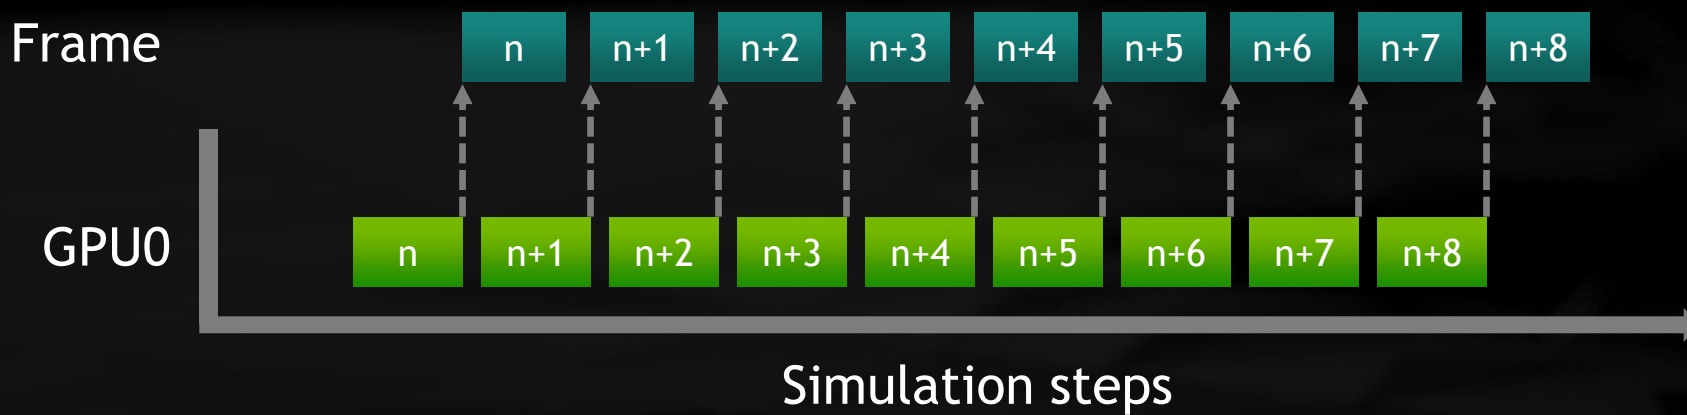 Frame n n+1 n+2 n+3 n+4 n+5 n+6 n+7 n+8
GPU0 n n+1 n+2 n+3 n+4 n+5 n+6 n+7 n+8
Simulation steps